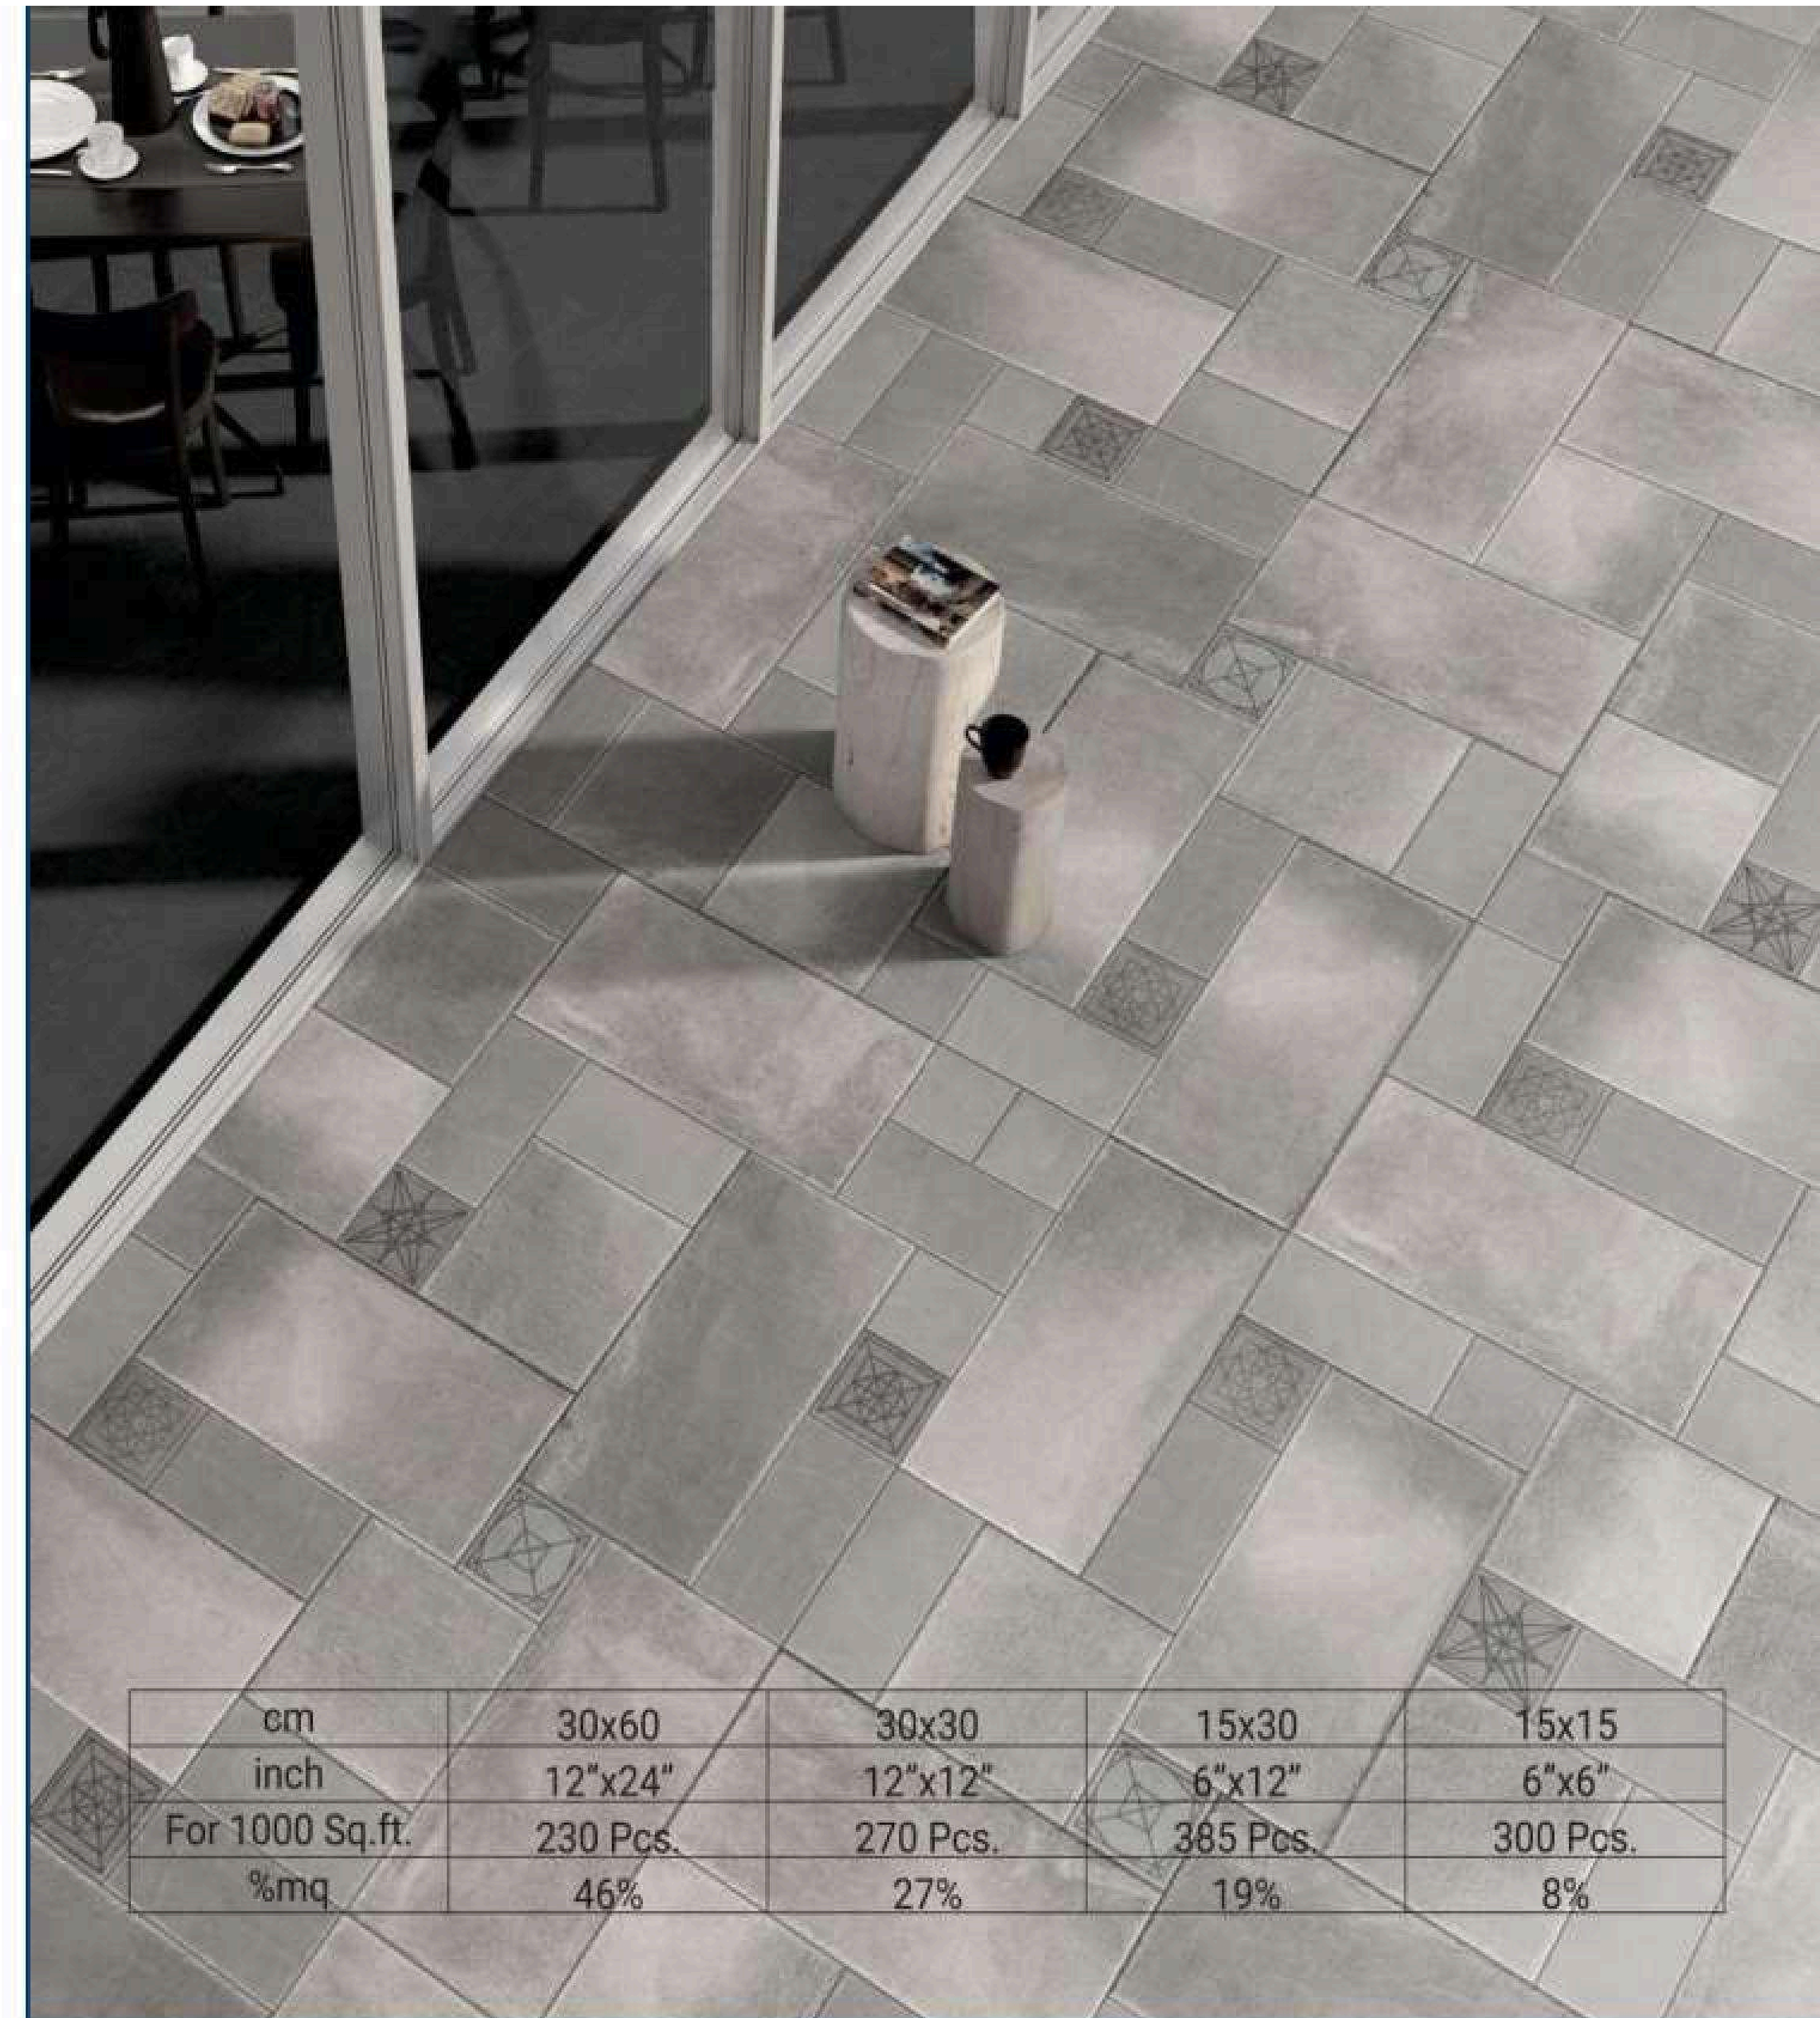 cm 30x60 30x30 15x30 15x15
inch 12"x24" 12"x12" 6"x12" 6"x6"
For 1000 Sq.ft. 230 Pcs. 270 Pcs. 385 Pcs. 300 Pcs.
%mq 46% 27% 19% 8%